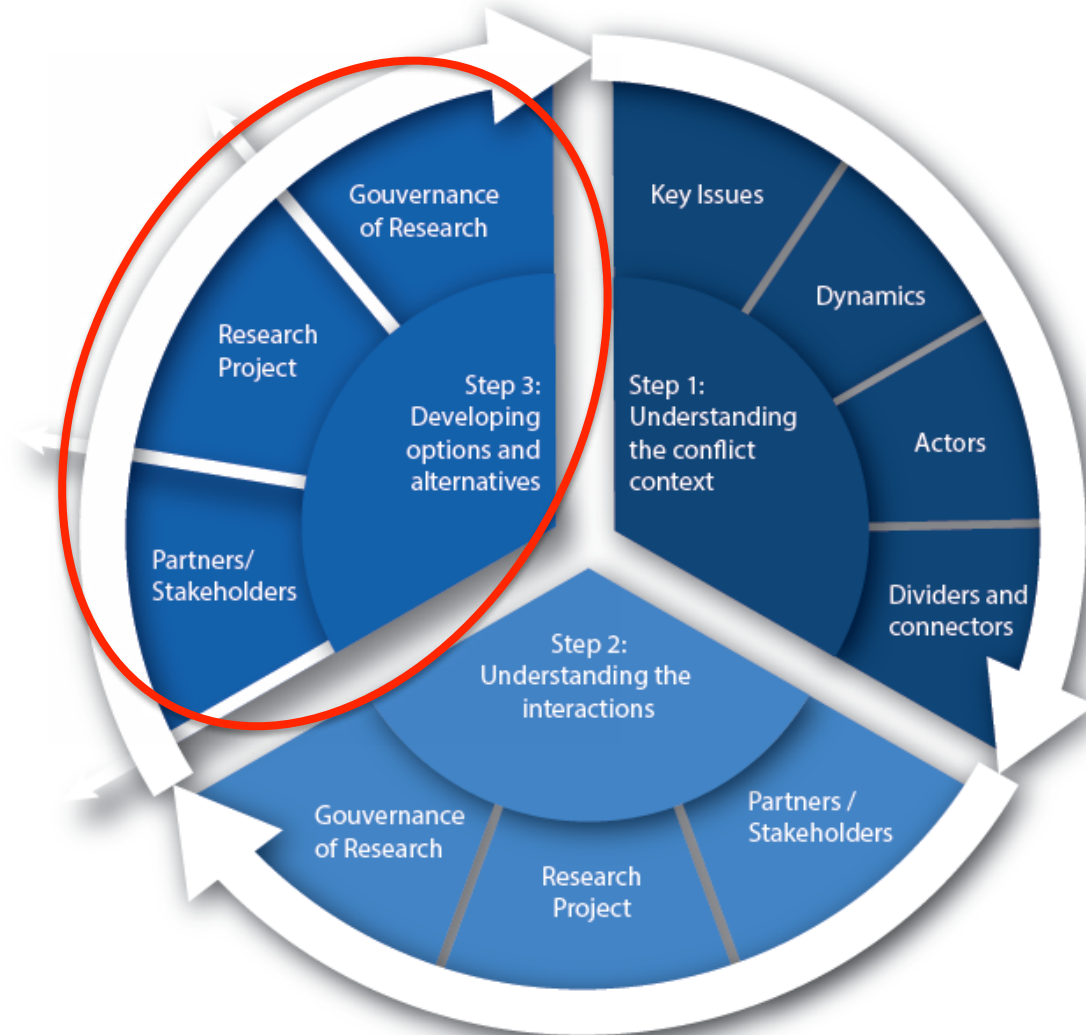 Key Issues
Dynamics
Actors
Dividers and
connectors
Step 1:
Understanding
the conflict
context
Step 2:
Understanding the
interactions
Partners /
Stakeholders
Research
Project
Gouvernance
of Research
Step 3:
Developing
options and
alternatives
Partners/
Stakeholders
Research
Project
Gouvernance
of Research